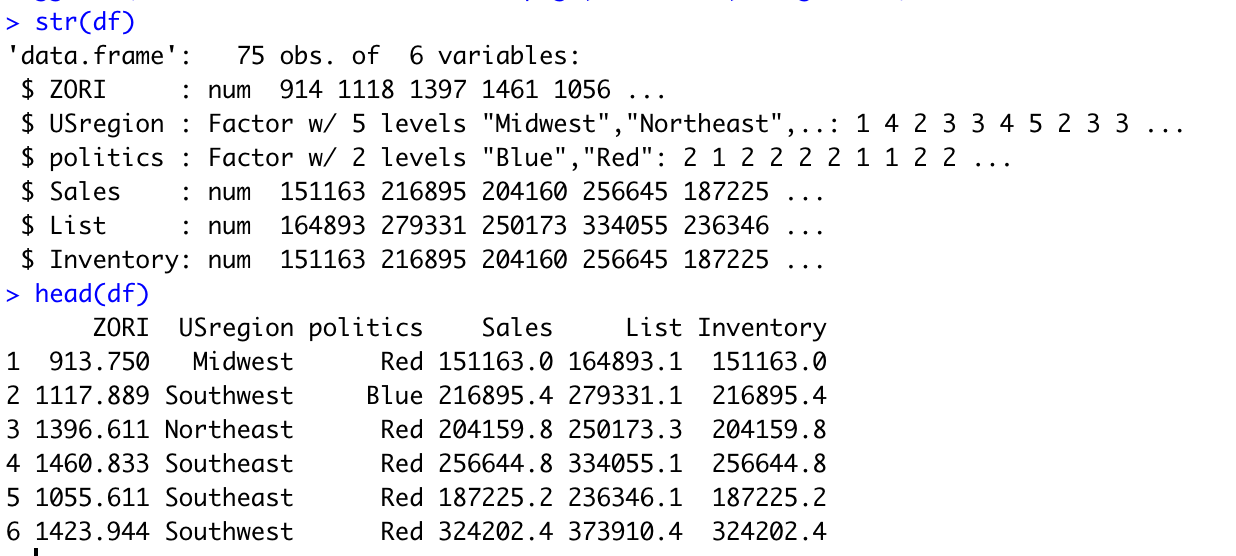 > str(df)
'data.frame':   75 obs. of  6 variables:
 $ ZORI     : num  914 1118 1397 1461 1056 ...
 $ USregion : Factor w/ 5 levels "Midwest","Northeast",..: 1 4 2 3 3 4 5 2 3 3 ...
 $ politics : Factor w/ 2 levels "Blue","Red": 2 1 2 2 2 2 1 1 2 2 ...
 $ Sales    : num  151163 216895 204160 256645 187225 ...
 $ List     : num  164893 279331 250173 334055 236346 ...
 $ Inventory: num  151163 216895 204160 256645 187225 ...
> head(df)
      ZORI  USregion politics    Sales     List Inventory
1  913.750   Midwest      Red 151163.0 164893.1  151163.0
2 1117.889 Southwest     Blue 216895.4 279331.1  216895.4
3 1396.611 Northeast      Red 204159.8 250173.3  204159.8
4 1460.833 Southeast      Red 256644.8 334055.1  256644.8
5 1055.611 Southeast      Red 187225.2 236346.1  187225.2
6 1423.944 Southwest      Red 324202.4 373910.4  324202.4